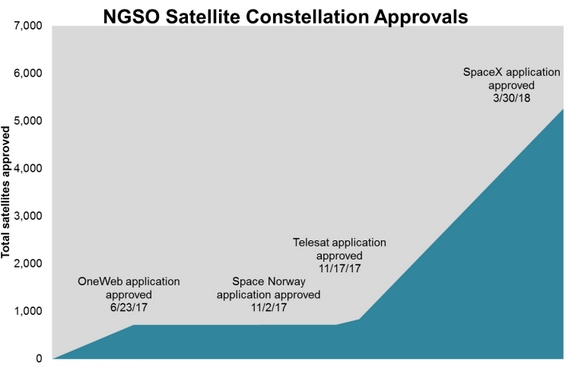 NGSO Satellite Constellation Approvals
7,000
6,000
5,000
4,000
3,000
2,000
1,000
0
Total satellites approved
OneWeb application
approved
6/23/17
Space Norway
application approved
11/2/17
Telesat application
approved
11/17/17
SpaceX application
approved
3/30/18